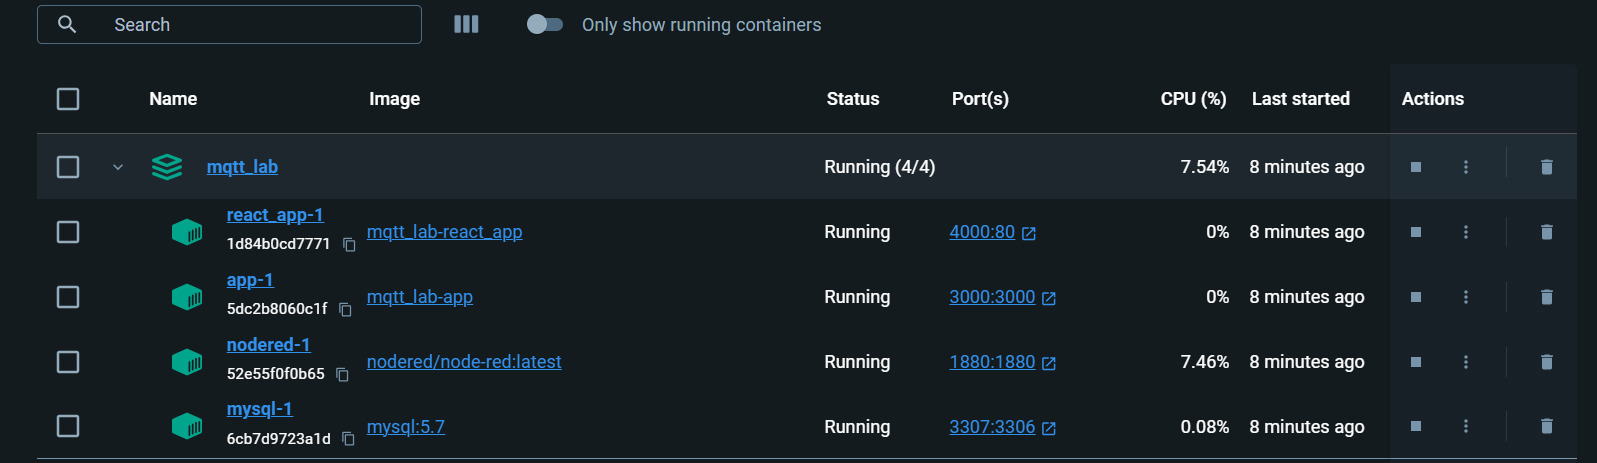 Search
Only show running containers
Name Image Status Port(s) CPU (%) Last started Actions
mqtt_lab Running (4/4) 7.54% 8 minutes ago
react_app-1
1d84b0cd7771
mqtt_lab-react_app Running 4000:80 0% 8 minutes ago
app-1
5dc2b8060c1f
mqtt_lab-app Running 3000:3000 0% 8 minutes ago
nodered-1
52e55f0f0b65
nodered/node-red:latest Running 1880:1880 7.46% 8 minutes ago
mysql-1
6cb7d9723a1d
mysql:5.7 Running 3307:3306 0.08% 8 minutes ago